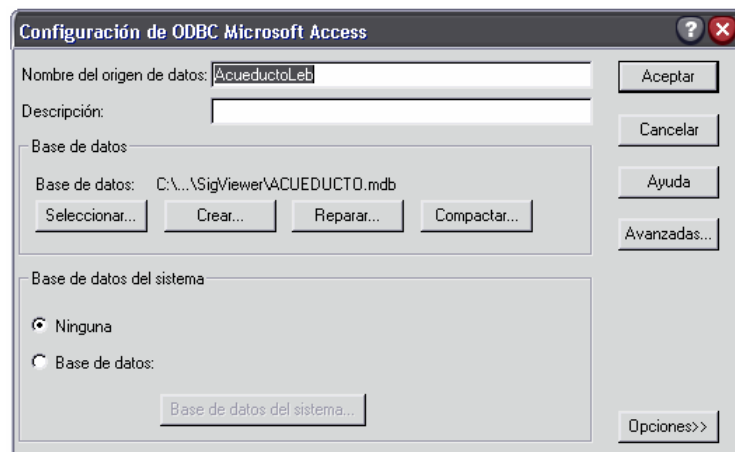 Configuración de ODBC Microsoft Access
Nombre del origen de datos: AcueductoLeb
Aceptar
Descripción:
Cancelar
Base de datos
Base de datos: C:\...\SigViewer\ACUEDUCTO.mdb
Ayuda
Seleccionar... Crear... Reparar... Compactar...
Avanzadas...
Base de datos del sistema
Ninguna
Base de datos:
Base de datos del sistema...
Opciones>>